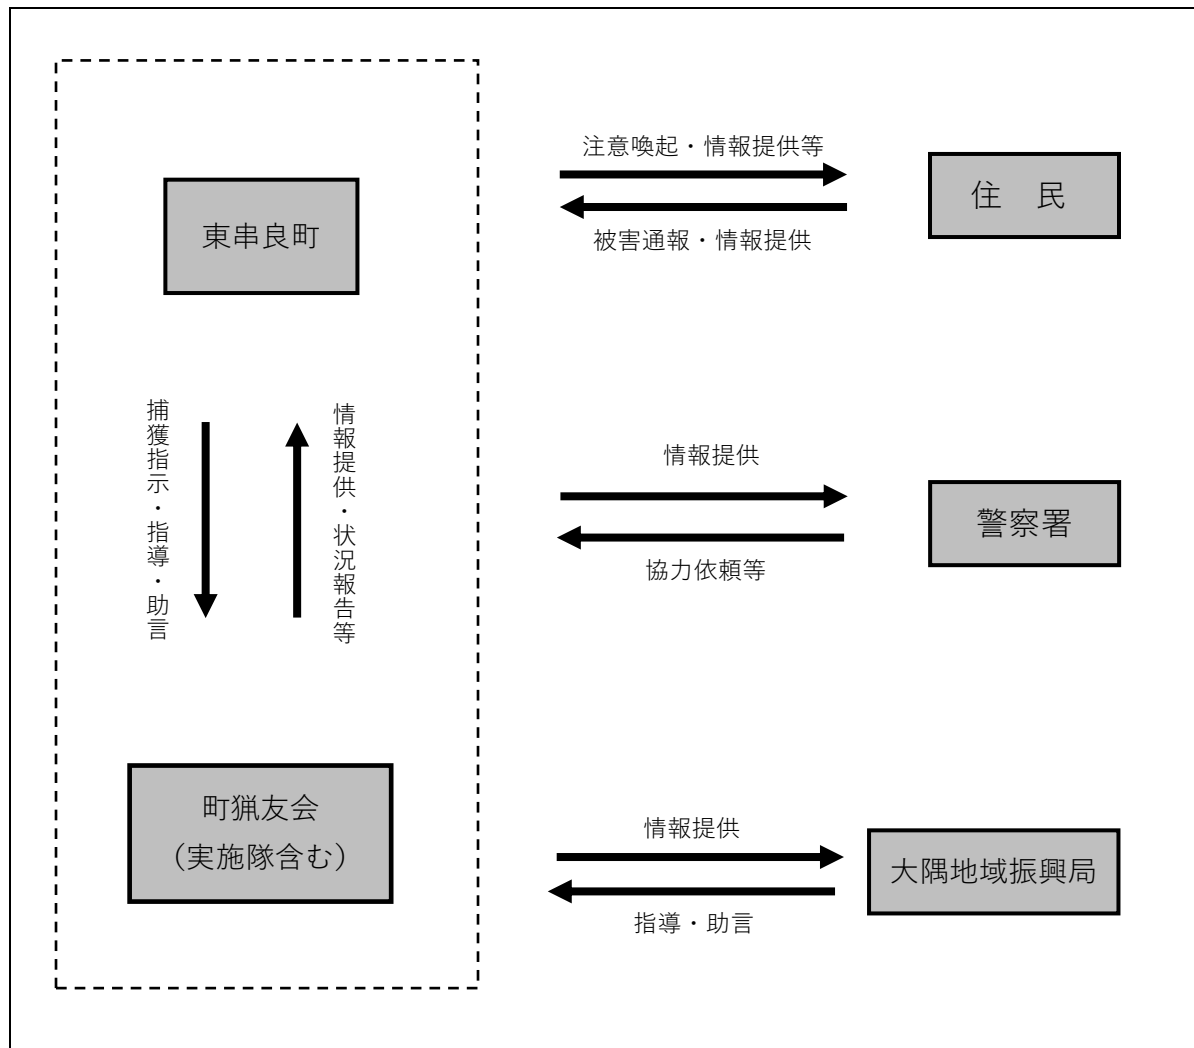 注意喚起・情報提供等
住　民
東串良町
被害通報・情報提供
捕獲指示・指導・助言
情報提供・状況報告等
情報提供
警察署
協力依頼等
町猟友会
（実施隊含む）
情報提供
大隅地域振興局
指導・助言